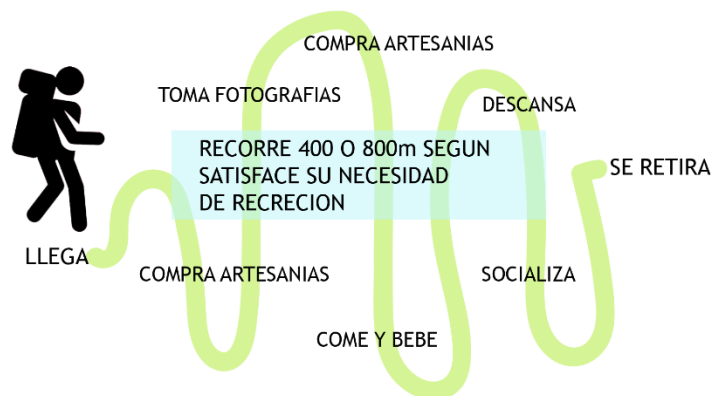 COMPRA ARTESANIAS
TOMA FOTOGRAFIAS
DESCANSA
RECORRE 400 O 800m SEGUN
SATISFACE SU NECESIDAD
DE RECRECION
SE RETIRA
LLEGA
COMPRA ARTESANIAS
SOCIALIZA
COME Y BEBE